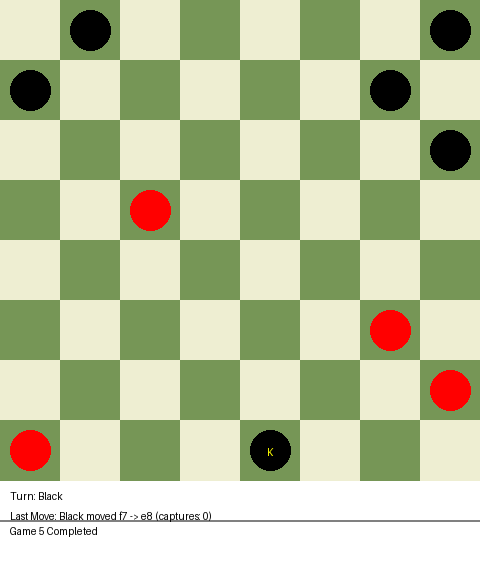 K
Turn: Black
Last Move: Black moved f7 -> e8 (captures: 0)
Game 5 Completed